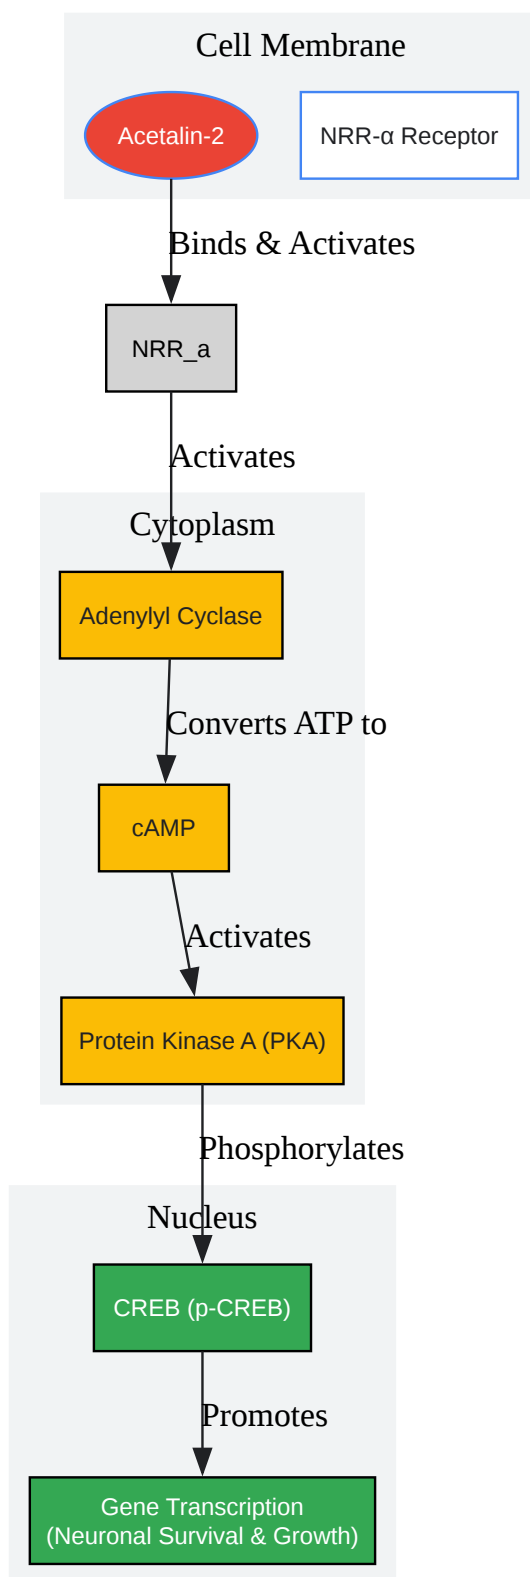 Cell Membrane
Acetalin-2
NRR-α Receptor
Binds & Activates
NRR_a
Activates
Cytoplasm
Adenylyl Cyclase
Converts ATP to
cAMP
Activates
Protein Kinase A (PKA)
Phosphorylates
Nucleus
CREB (p-CREB)
Promotes
Gene Transcription
(Neuronal Survival & Growth)